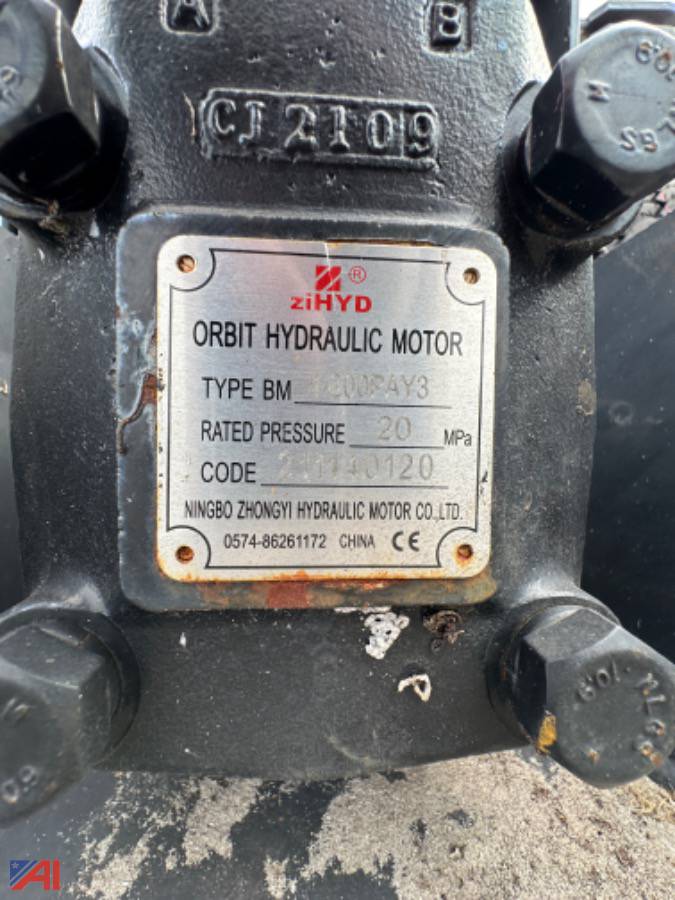 A B
CJ2109
ziHYD ®
ORBIT HYDRAULIC MOTOR
TYPE BM
RATED PRESSURE 20 MPa
CODE
NINGBO ZHONGYI HYDRAULIC MOTOR CO.,LTD.
0574-86261172 CHINA CE
AI